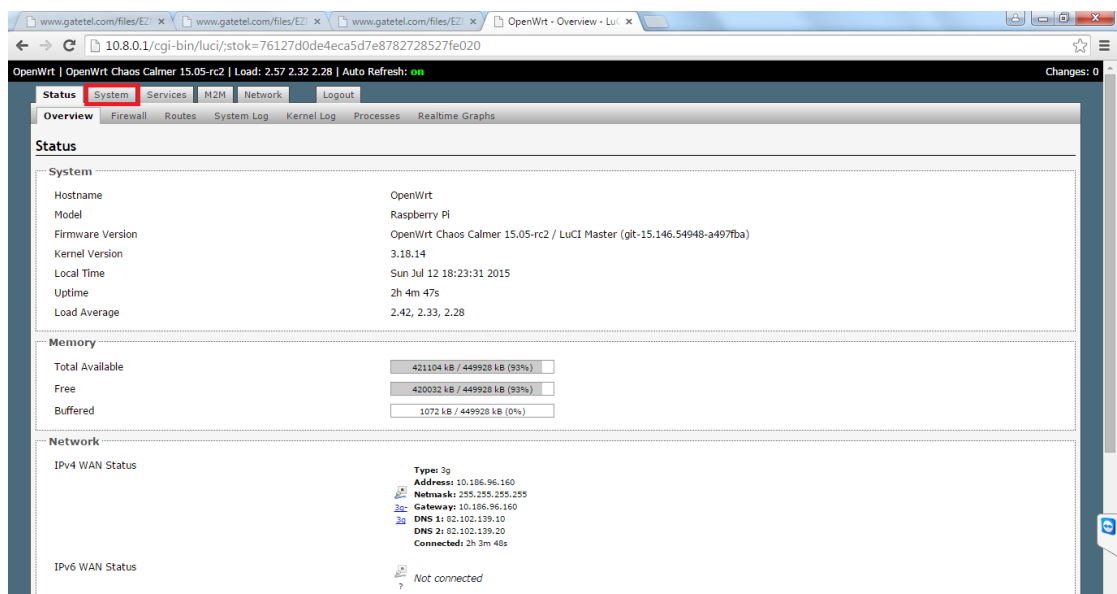 www.gatetel.com/files/EZI www.gatetel.com/files/EZI www.gatetel.com/files/EZI OpenWrt - Overview - LuC
10.8.0.1/cgi-bin/luci/;stok=76127d0de4eca5d7e8782728527fe020
OpenWrt | OpenWrt Chaos Calmer 15.05-rc2 | Load: 2.57 2.32 2.28 | Auto Refresh: on Changes: 0
Status System Services M2M Network Logout
Overview Firewall Routes System Log Kernel Log Processes Realtime Graphs
Status
System
Hostname OpenWrt
Model Raspberry Pi
Firmware Version OpenWrt Chaos Calmer 15.05-rc2 / LuCI Master (git-15.146.54948-a497fba)
Kernel Version 3.18.14
Local Time Sun Jul 12 18:23:31 2015
Uptime 2h 4m 47s
Load Average 2.42, 2.33, 2.28
Memory
Total Available 421104 kB / 449928 kB (93%)
Free 420032 kB / 449928 kB (93%)
Buffered 1072 kB / 449928 kB (0%)
Network
IPv4 WAN Status
Type: 3g
Address: 10.186.96.160
Netmask: 255.255.255.255
3g- Gateway: 10.186.96.160
3g DNS 1: 82.102.139.10
DNS 2: 82.102.139.20
Connected: 2h 3m 48s
IPv6 WAN Status
Not connected
?